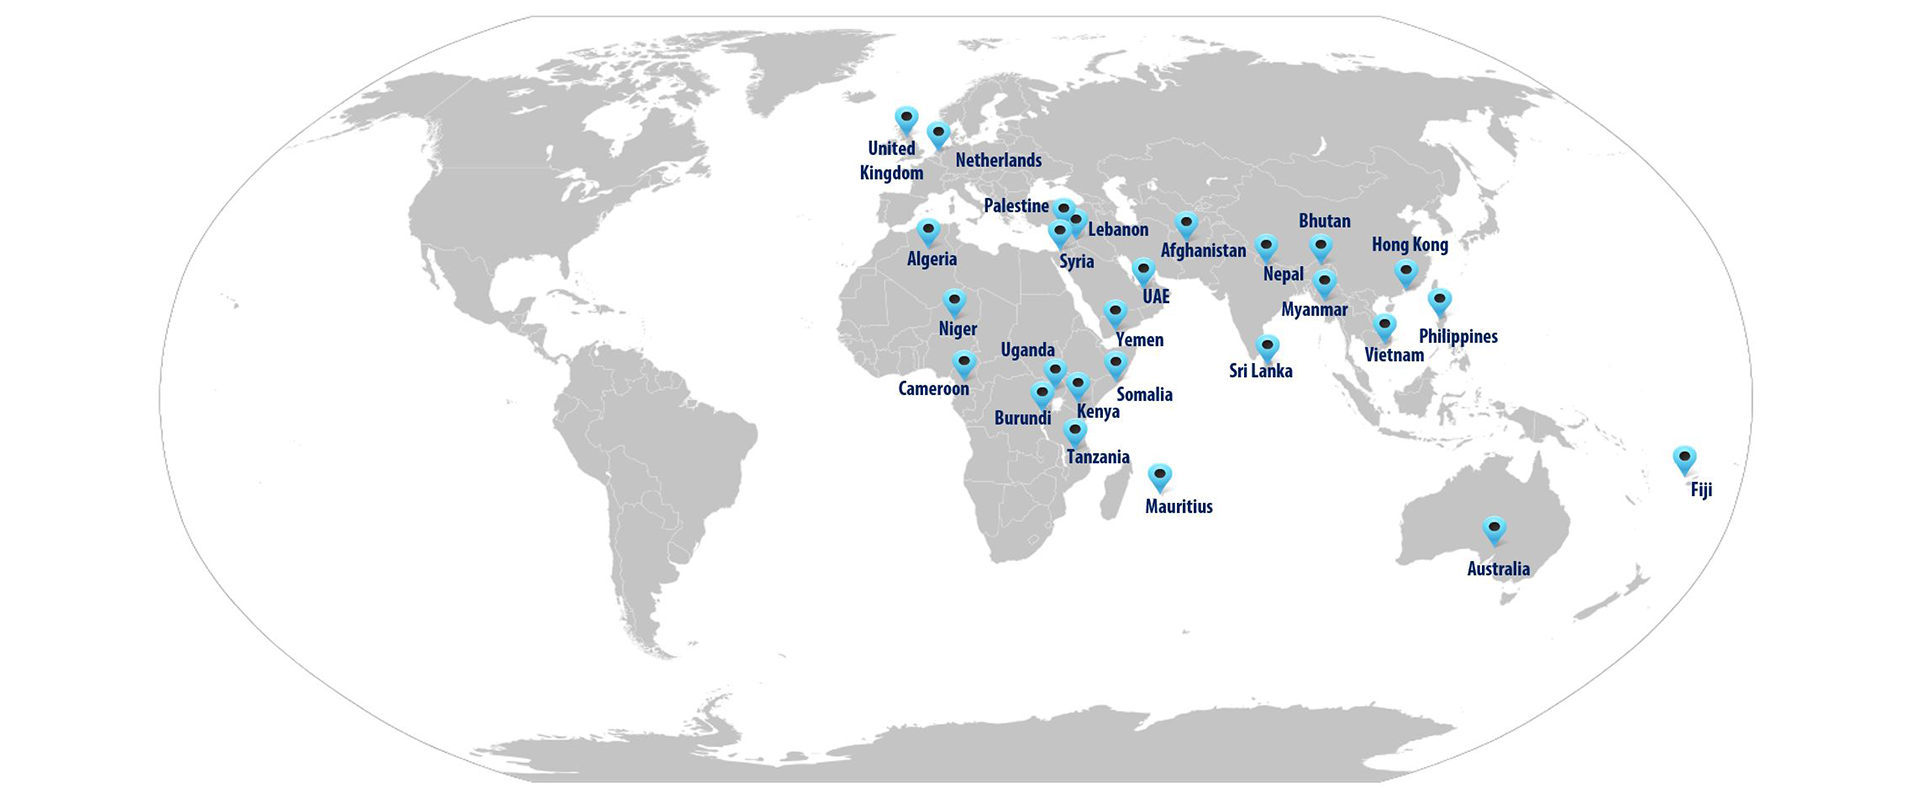 United
Kingdom
Netherlands
Palestine
Lebanon
Syria
Algeria
Afghanistan
Bhutan
Hong Kong
Nepal
UAE
Myanmar
Niger
Yemen
Philippines
Vietnam
Uganda
Sri Lanka
Cameroon
Somalia
Kenya
Burundi
Tanzania
Mauritius
Fiji
Australia